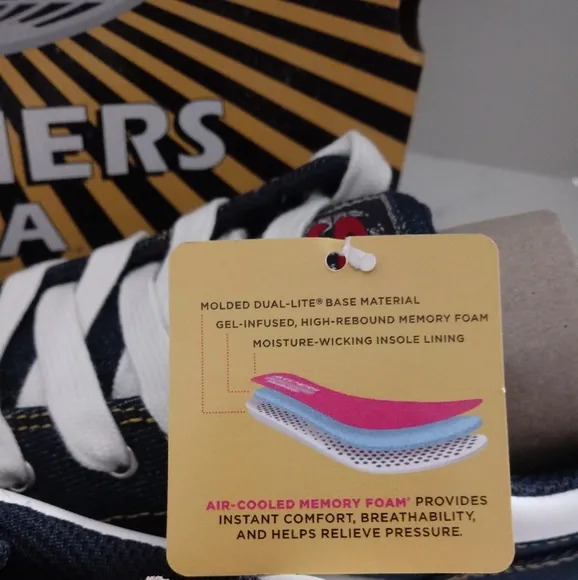 HERS
A
MOLDED DUAL-LITE® BASE MATERIAL
GEL-INFUSED, HIGH-REBOUND MEMORY FOAM
MOISTURE-WICKING INSOLE LINING
AIR-COOLED MEMORY FOAM® PROVIDES
INSTANT COMFORT, BREATHABILITY,
AND HELPS RELIEVE PRESSURE.